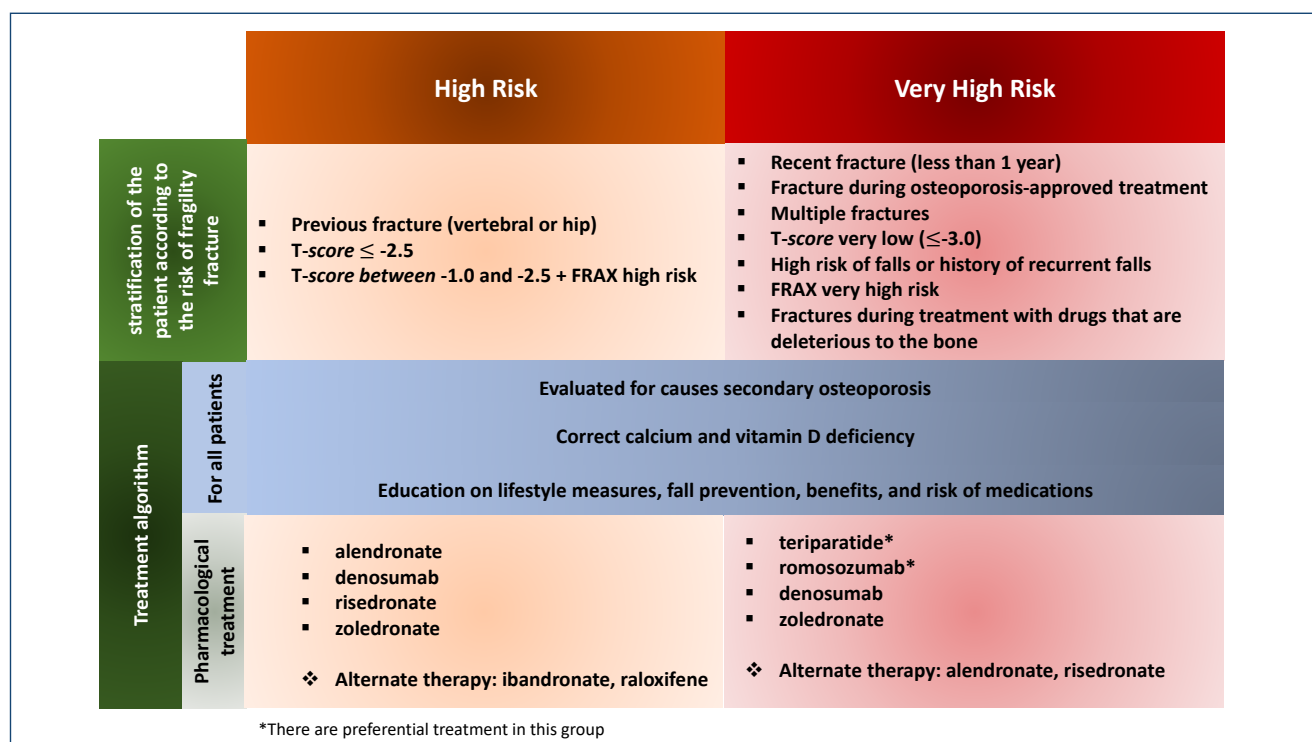 High Risk
Very High Risk
stratification of the
patient according to
the risk of fragility
fracture
▪ Previous fracture (vertebral or hip)
▪ T-score ≤ -2.5
▪ T-score between -1.0 and -2.5 + FRAX high risk
▪ Recent fracture (less than 1 year)
▪ Fracture during osteoporosis-approved treatment
▪ Multiple fractures
▪ T-score very low (≤-3.0)
▪ High risk of falls or history of recurrent falls
▪ FRAX very high risk
▪ Fractures during treatment with drugs that are
deleterious to the bone
Treatment algorithm
For all patients
Evaluated for causes secondary osteoporosis
Correct calcium and vitamin D deficiency
Education on lifestyle measures, fall prevention, benefits, and risk of medications
Pharmacological
treatment
▪ alendronate
▪ denosumab
▪ risedronate
▪ zoledronate
❖ Alternate therapy: ibandronate, raloxifene
▪ teriparatide*
▪ romosozumab*
▪ denosumab
▪ zoledronate
❖ Alternate therapy: alendronate, risedronate
*There are preferential treatment in this group